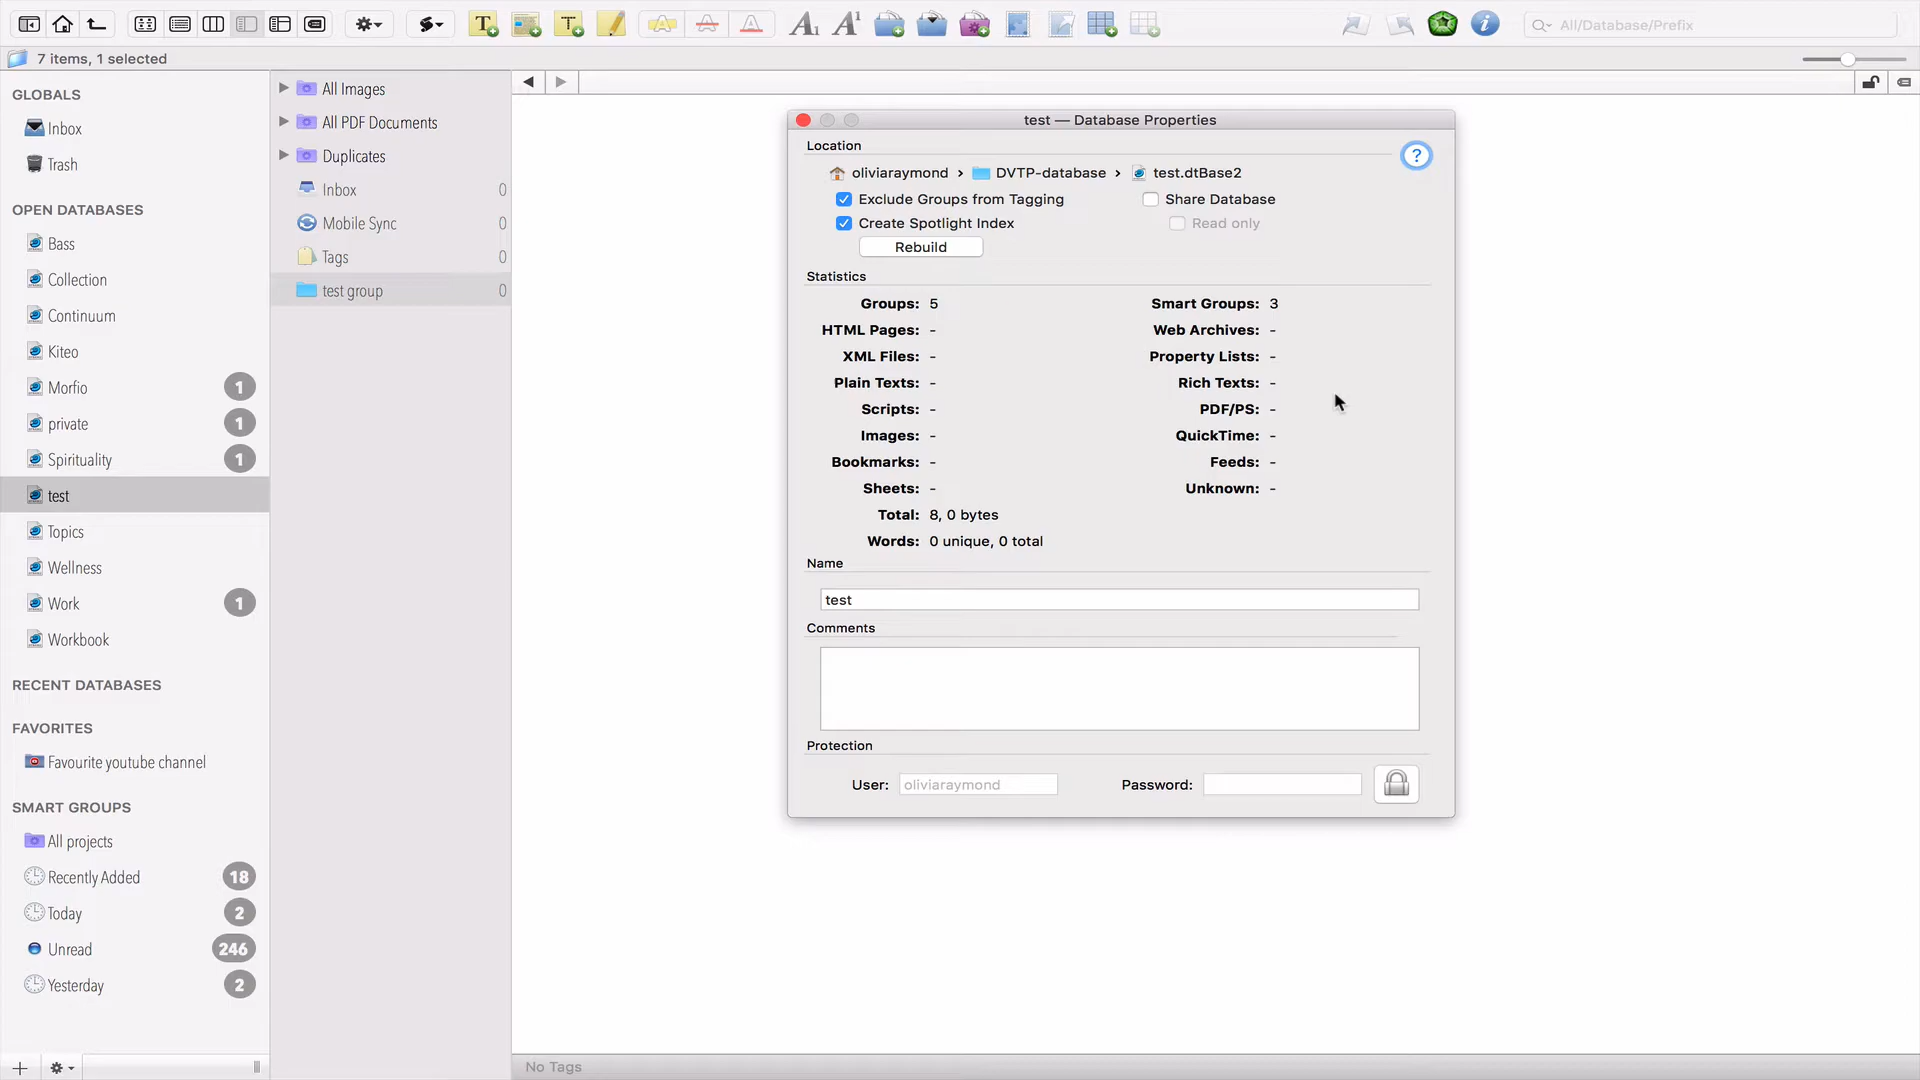 All/Database/Prefix
7 items, 1 selected
GLOBALS
Inbox
Trash
OPEN DATABASES
Bass
Collection
Continuum
Kiteo
Morfio 1
private 1
Spirituality 1
test
Topics
Wellness
Work 1
Workbook
RECENT DATABASES
FAVORITES
Favourite youtube channel
SMART GROUPS
All projects
Recently Added 18
Today 2
Unread 246
Yesterday 2
All Images
All PDF Documents
Duplicates
Inbox 0
Mobile Sync 0
Tags 0
test group 0
test — Database Properties
Location
?
oliviaraymond › DVTP-database › test.dtBase2
Exclude Groups from Tagging Share Database
Create Spotlight Index Read only
Rebuild
Statistics
Groups: 5 Smart Groups: 3
HTML Pages: - Web Archives: -
XML Files: - Property Lists: -
Plain Texts: - Rich Texts: -
Scripts: - PDF/PS: -
Images: - QuickTime: -
Bookmarks: - Feeds: -
Sheets: - Unknown: -
Total: 8, 0 bytes
Words: 0 unique, 0 total
Name
test
Comments
Protection
User: oliviaraymond Password:
No Tags